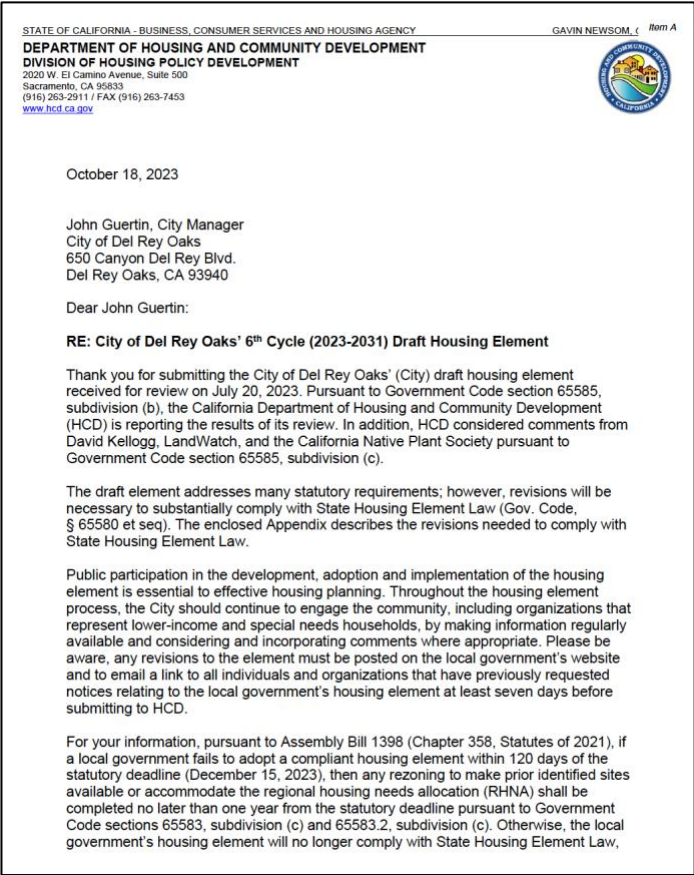 STATE OF CALIFORNIA - BUSINESS, CONSUMER SERVICES AND HOUSING AGENCY GAVIN NEWSOM, ( Item A
DEPARTMENT OF HOUSING AND COMMUNITY DEVELOPMENT
DIVISION OF HOUSING POLICY DEVELOPMENT
2020 W. El Camino Avenue, Suite 500
Sacramento, CA 95833
(916) 263-2911 / FAX (916) 263-7453
www.hcd.ca.gov
HOUSING AND COMMUNITY DEVELOPMENT
CALIFORNIA
October 18, 2023
John Guertin, City Manager
City of Del Rey Oaks
650 Canyon Del Rey Blvd.
Del Rey Oaks, CA 93940
Dear John Guertin:
RE: City of Del Rey Oaks' 6th Cycle (2023-2031) Draft Housing Element
Thank you for submitting the City of Del Rey Oaks' (City) draft housing element
received for review on July 20, 2023. Pursuant to Government Code section 65585,
subdivision (b), the California Department of Housing and Community Development
(HCD) is reporting the results of its review. In addition, HCD considered comments from
David Kellogg, LandWatch, and the California Native Plant Society pursuant to
Government Code section 65585, subdivision (c).
The draft element addresses many statutory requirements; however, revisions will be
necessary to substantially comply with State Housing Element Law (Gov. Code,
§ 65580 et seq). The enclosed Appendix describes the revisions needed to comply with
State Housing Element Law.
Public participation in the development, adoption and implementation of the housing
element is essential to effective housing planning. Throughout the housing element
process, the City should continue to engage the community, including organizations that
represent lower-income and special needs households, by making information regularly
available and considering and incorporating comments where appropriate. Please be
aware, any revisions to the element must be posted on the local government's website
and to email a link to all individuals and organizations that have previously requested
notices relating to the local government's housing element at least seven days before
submitting to HCD.
For your information, pursuant to Assembly Bill 1398 (Chapter 358, Statutes of 2021), if
a local government fails to adopt a compliant housing element within 120 days of the
statutory deadline (December 15, 2023), then any rezoning to make prior identified sites
available or accommodate the regional housing needs allocation (RHNA) shall be
completed no later than one year from the statutory deadline pursuant to Government
Code sections 65583, subdivision (c) and 65583.2, subdivision (c). Otherwise, the local
government's housing element will no longer comply with State Housing Element Law,